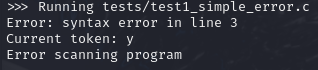 >>> Running tests/test1_simple_error.c
Error: syntax error in line 3
Current token: y
Error scanning program